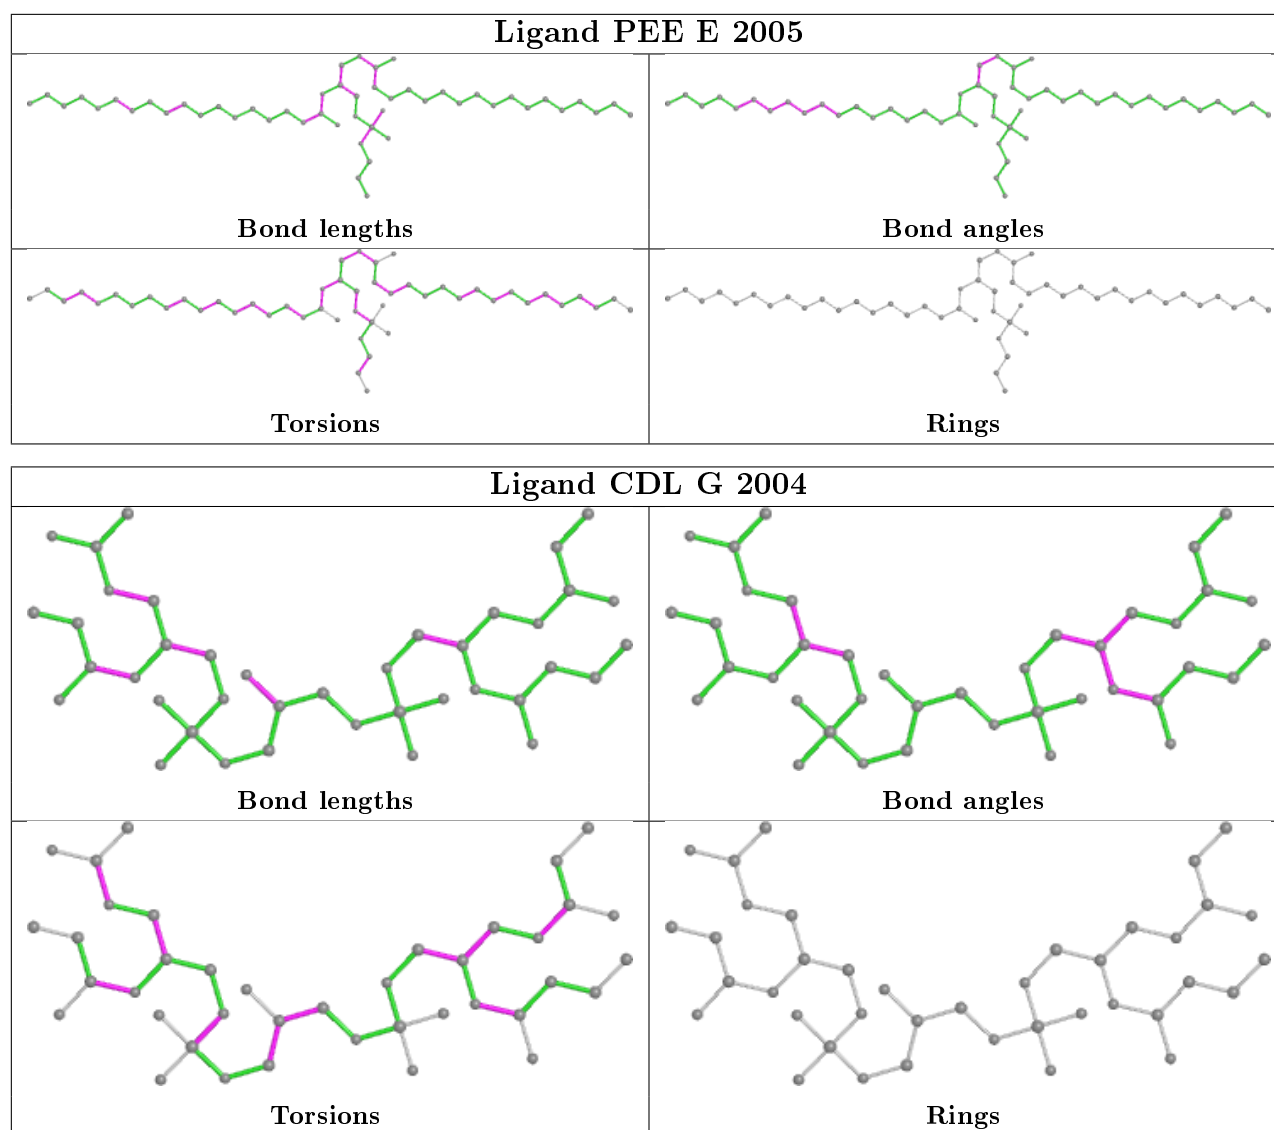 Ligand PEE E 2005
Bond lengths
Bond angles
Torsions
Rings
Ligand CDL G 2004
Bond lengths
Bond angles
Torsions
Rings